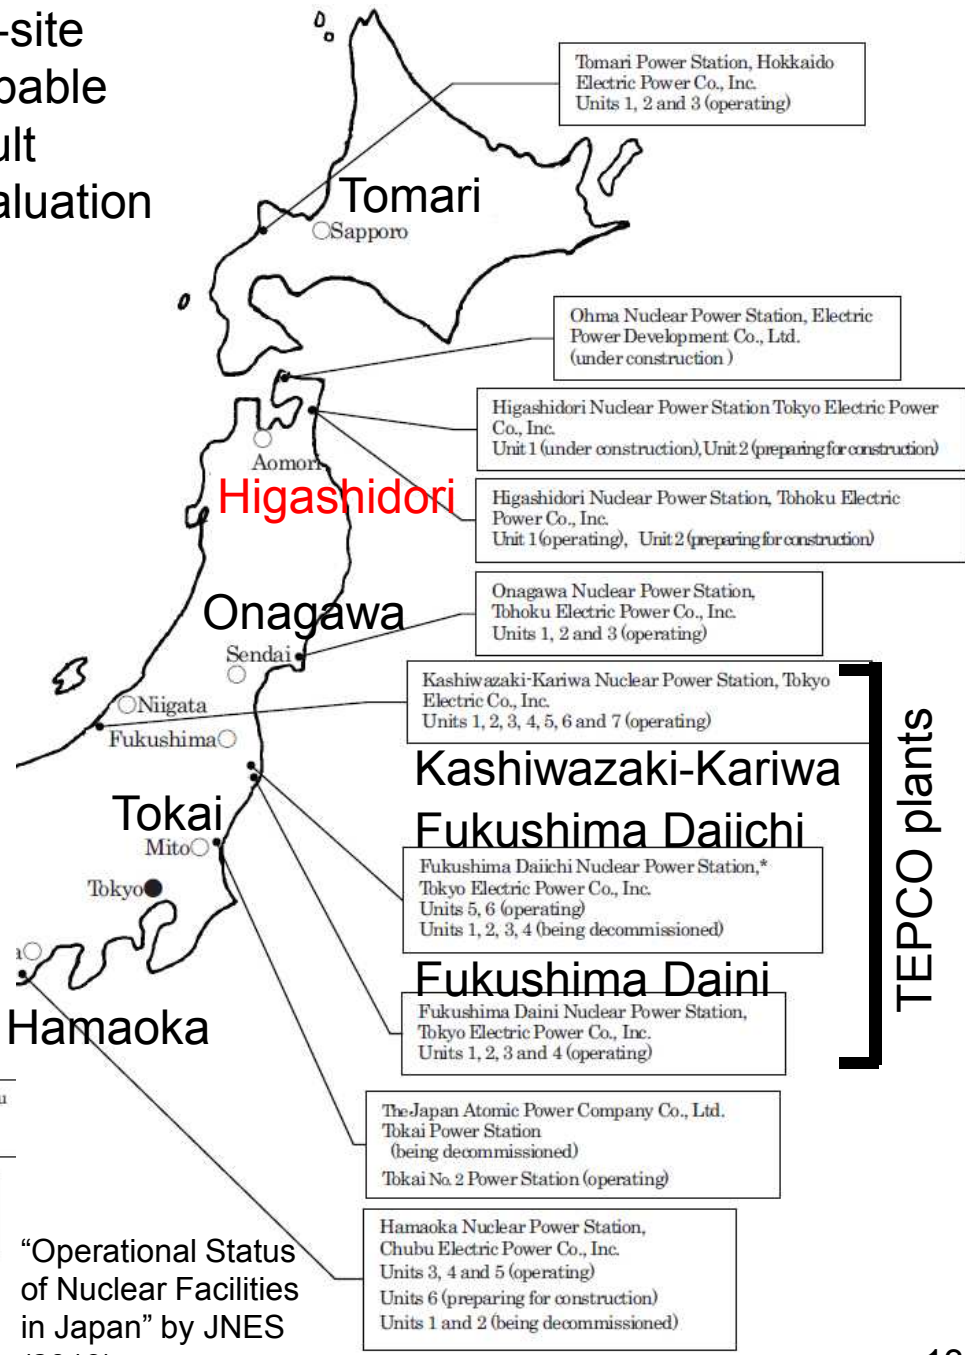 -site
ult
aluation
Tomari Power Station, Hokkaido
Electric Power Co., Inc.
Units 1, 2 and 3 (operating)
Tomari
Sapporo
Ohma Nuclear Power Station, Electric
Power Development Co., Ltd.
(under construction )
Higashidori Nuclear Power Station Tokyo Electric Power
Co., Inc.
Unit 1 (under construction), Unit 2 (preparing for construction)
Aomori
Higashidori
Higashidori Nuclear Power Station, Tohoku Electric
Power Co., Inc.
Unit 1 (operating), Unit 2 (preparing for construction)
Onagawa
Onagawa Nuclear Power Station,
Tohoku Electric Power Co., Inc.
Units 1, 2 and 3 (operating)
Sendai
Kashiwazaki-Kariwa Nuclear Power Station, Tokyo
Electric Co., Inc.
Units 1, 2, 3, 4, 5, 6 and 7 (operating)
Niigata
Fukushima
Kashiwazaki-Kariwa
TEPCO plants
Tokai
Fukushima Daiichi
Mito
Fukushima Daiichi Nuclear Power Station,*
Tokyo Electric Power Co., Inc.
Units 5, 6 (operating)
Units 1, 2, 3, 4 (being decommissioned)
Tokyo
Fukushima Daini
Fukushima Daini Nuclear Power Station,
Tokyo Electric Power Co., Inc.
Units 1, 2, 3 and 4 (operating)
Hamaoka
The Japan Atomic Power Company Co., Ltd.
Tokai Power Station
(being decommissioned)
Tokai No. 2 Power Station (operating)
Hamaoka Nuclear Power Station,
Chubu Electric Power Co., Inc.
Units 3, 4 and 5 (operating)
Units 6 (preparing for construction)
Units 1 and 2 (being decommissioned)
“Operational Status
of Nuclear Facilities
in Japan” by JNES